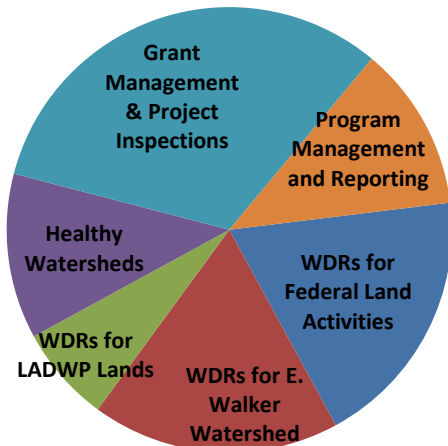 Grant
Management
& Project
Inspections
Program
Management
and Reporting
Healthy
Watersheds
WDRs for
Federal Land
Activities
WDRs for
LADWP Lands
WDRs for E.
Walker
Watershed